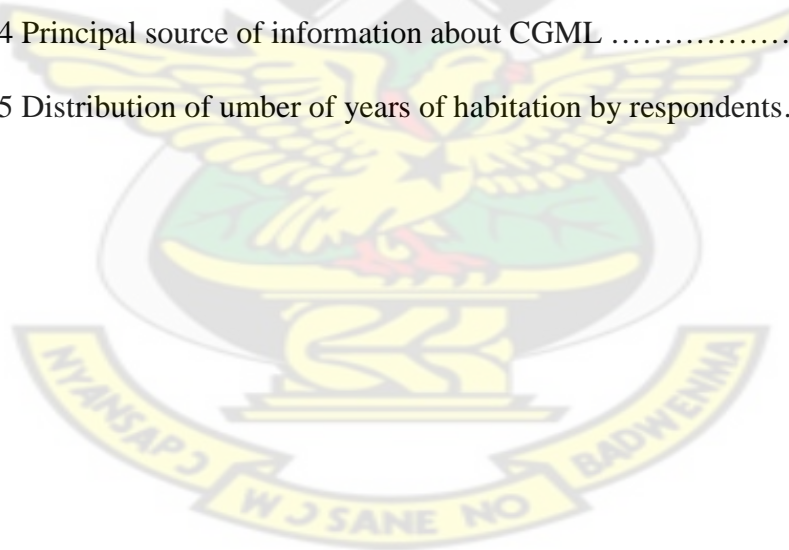 4 Principal source of information about CGML ……………….
5 Distribution of umber of years of habitation by respondents.
NYANSAPƆ
WƆSANE NO
BADWENMA